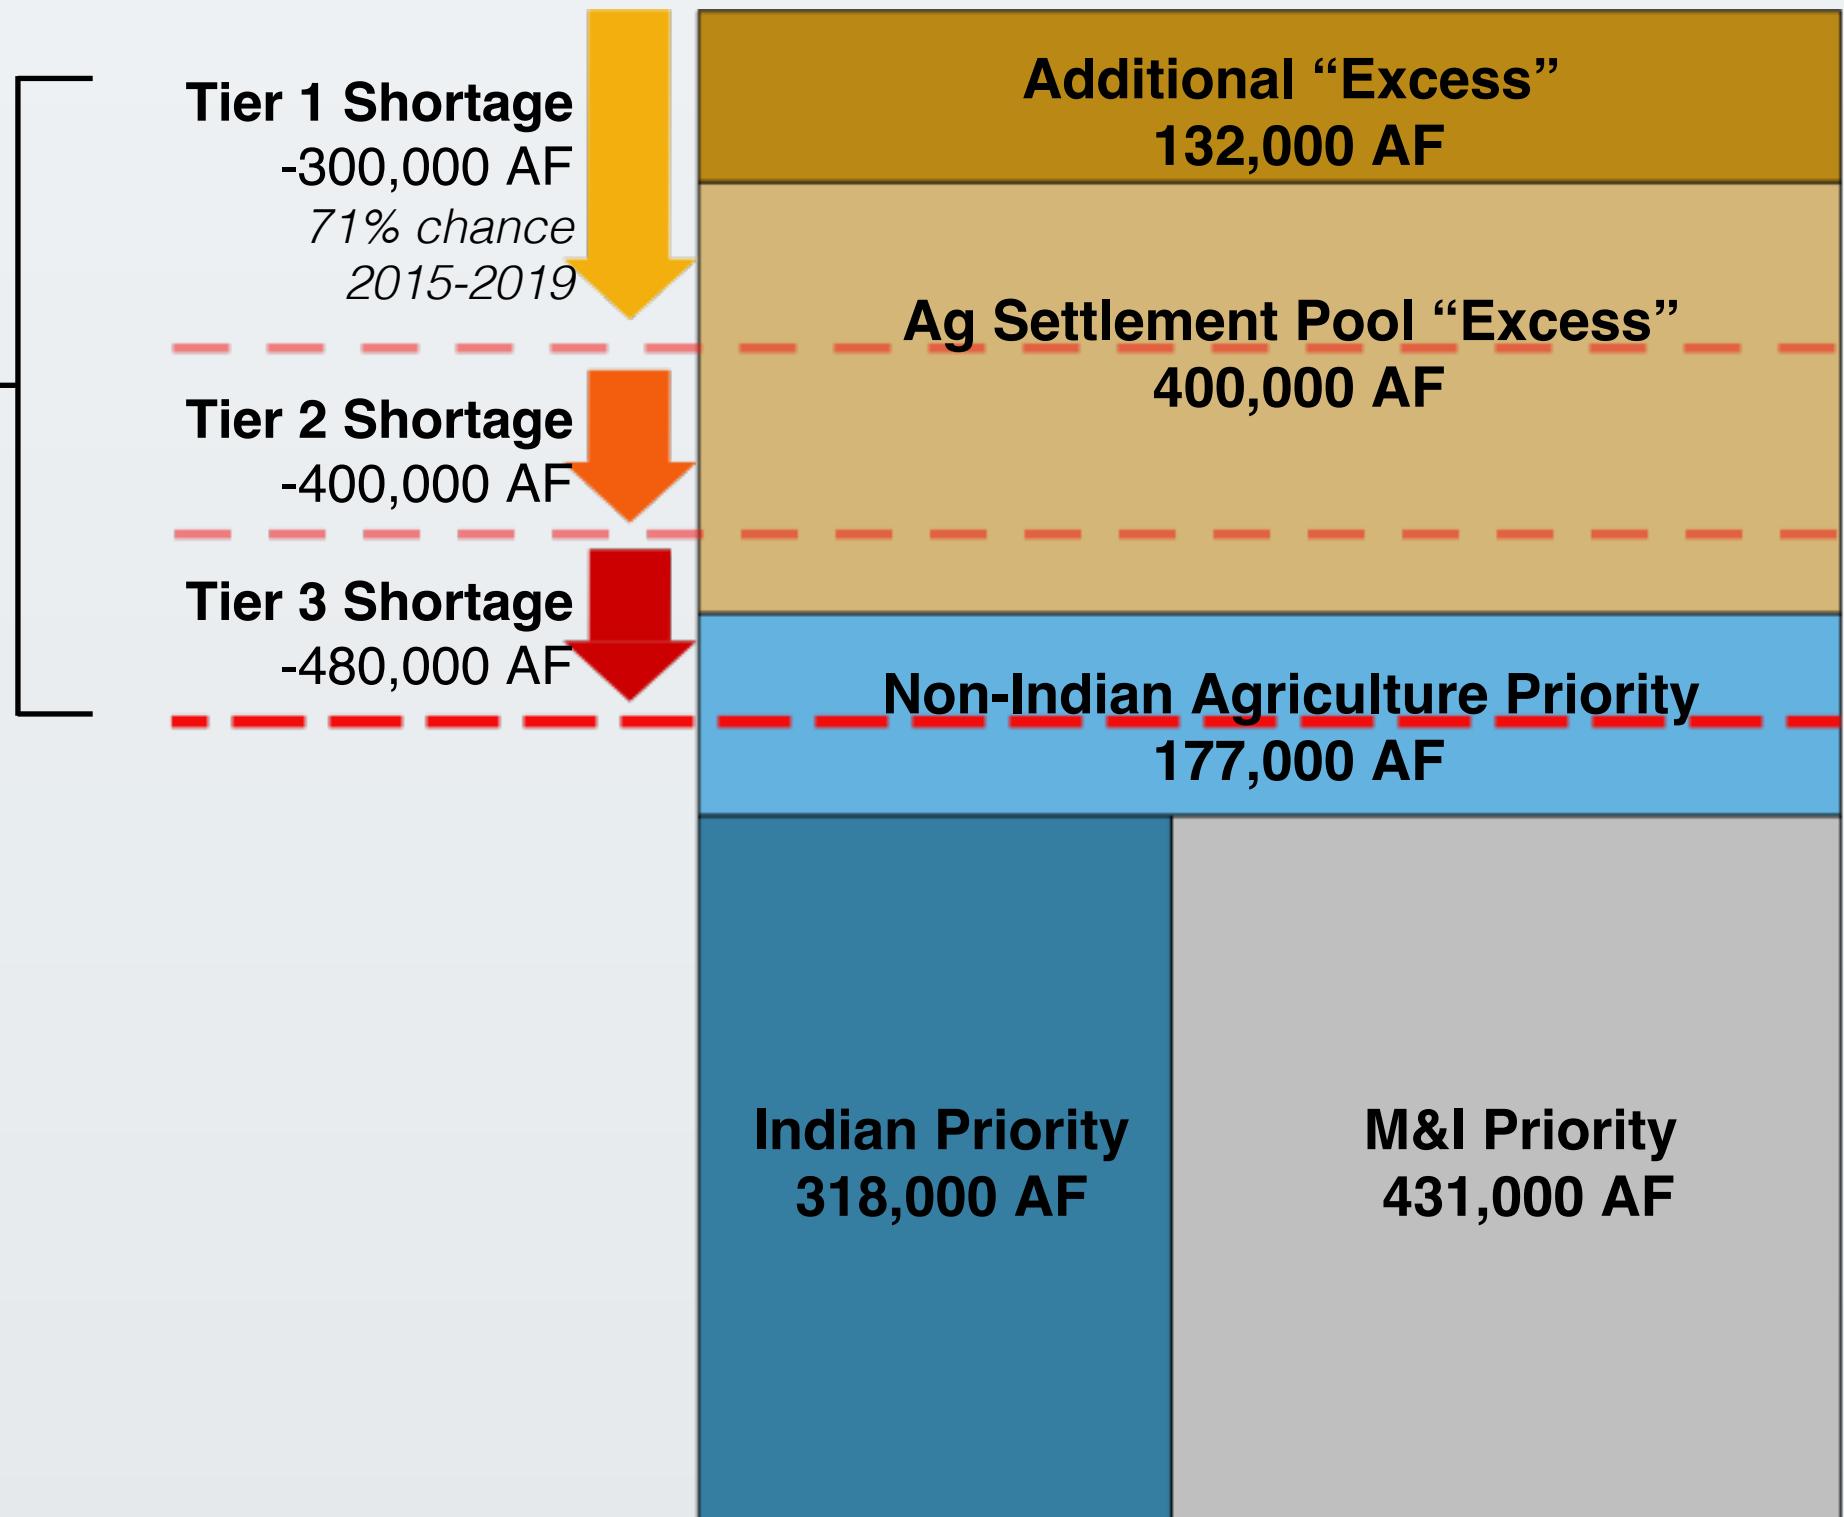 Tier 1 Shortage
-300,000 AF
71% chance
2015-2019
Tier 2 Shortage
-400,000 AF
Tier 3 Shortage
-480,000 AF
Additional “Excess”
132,000 AF
Ag Settlement Pool “Excess”
400,000 AF
Non-Indian Agriculture Priority
177,000 AF
Indian Priority
318,000 AF
M&I Priority
431,000 AF